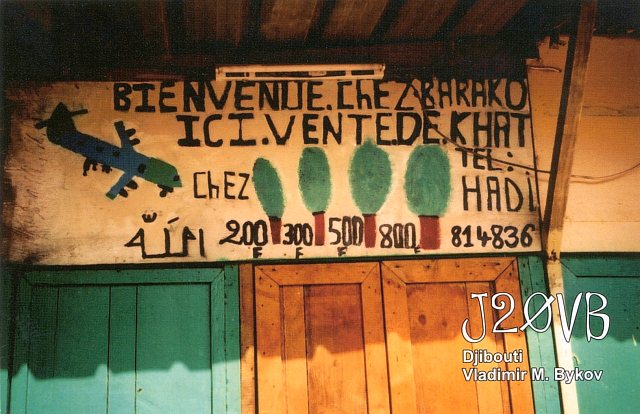 BIENVENUE.ChEZ.BARAKO
ICI.VENTE.DE.KHAT
ChEZ
TEL:
HADI
200 300 500 800 814836
F F F F
J2ØVB
Djibouti
Vladimir M. Bykov